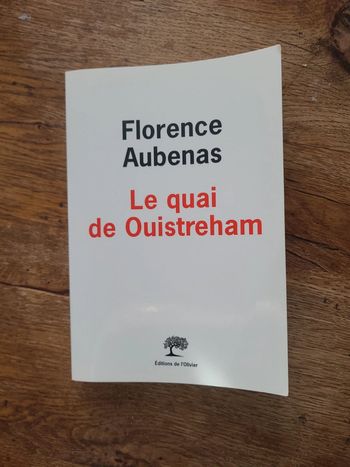 Florence
Aubenas
Le quai
de Ouistreham
Éditions de l'Olivier